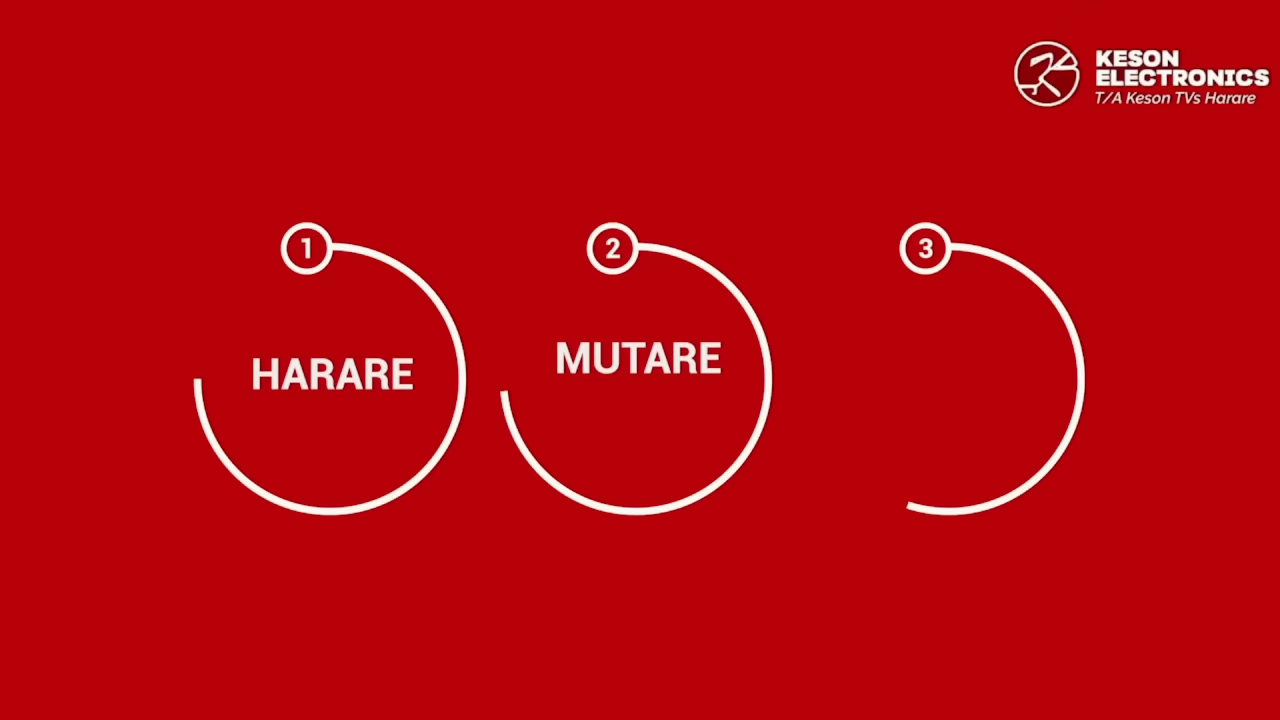 KESON
ELECTRONICS
T/A Keson TVs Harare
1
2
3
HARARE
MUTARE